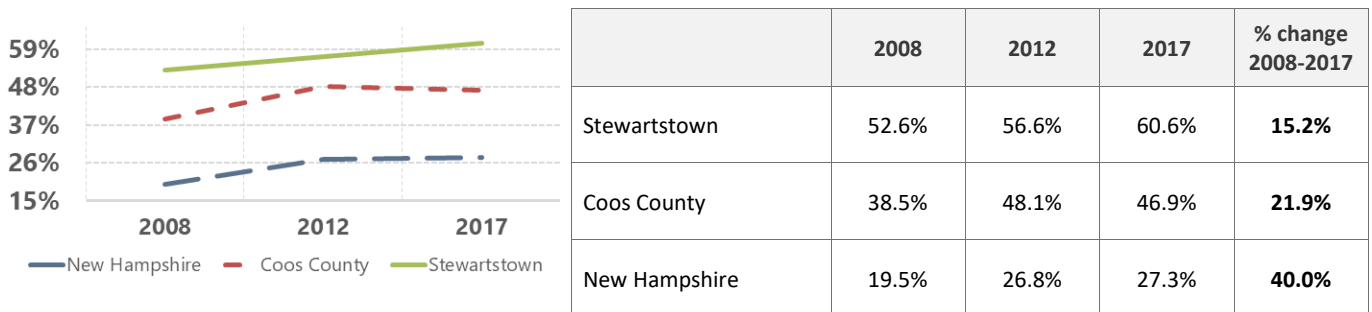 59%
48%
37%
26%
15%
2008 2012 2017
New Hampshire Coos County Stewartstown
2008 2012 2017 % change 2008-2017
Stewartstown 52.6% 56.6% 60.6% 15.2%
Coos County 38.5% 48.1% 46.9% 21.9%
New Hampshire 19.5% 26.8% 27.3% 40.0%